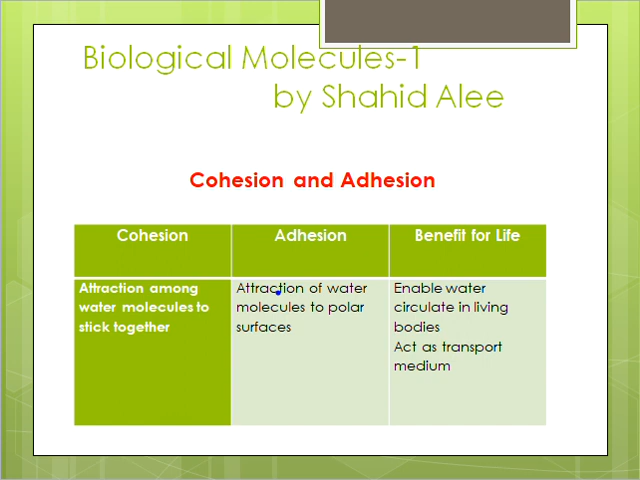 Biological Molecules-1
by Shahid Alee
Cohesion and Adhesion
Cohesion
Adhesion
Benefit for Life
Attraction among
water molecules to
stick together
Attraction of water
molecules to polar
surfaces
Enable water
circulate in living
bodies
Act as transport
medium